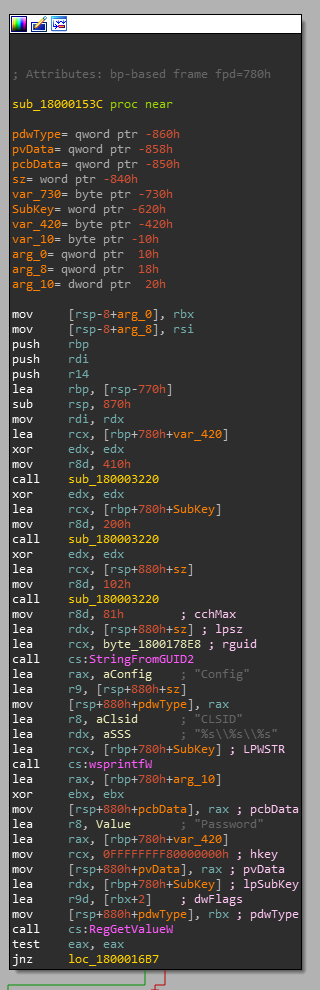 ; Attributes: bp-based frame fpd=780h
sub_18000153C proc near
pdwType= qword ptr -860h
pvData= qword ptr -858h
pcbData= qword ptr -850h
sz= word ptr -840h
var_730= byte ptr -730h
SubKey= word ptr -620h
var_420= byte ptr -420h
var_10= byte ptr -10h
arg_0= qword ptr  10h
arg_8= qword ptr  18h
arg_10= dword ptr  20h
mov     [rsp-8+arg_0], rbx
mov     [rsp-8+arg_8], rsi
push    rbp
push    rdi
push    r14
lea     rbp, [rsp-770h]
sub     rsp, 870h
mov     rdi, rdx
lea     rcx, [rbp+780h+var_420]
xor     edx, edx
mov     r8d, 410h
call    sub_180003220
xor     edx, edx
lea     rcx, [rbp+780h+SubKey]
mov     r8d, 200h
call    sub_180003220
xor     edx, edx
lea     rcx, [rsp+880h+sz]
mov     r8d, 102h
call    sub_180003220
mov     r8d, 81h        ; cchMax
lea     rdx, [rsp+880h+sz] ; lpsz
lea     rcx, byte_1800178E8 ; rguid
call    cs:StringFromGUID2
lea     rax, aConfig    ; "Config"
lea     r9, [rsp+880h+sz]
mov     [rsp+880h+pdwType], rax
lea     r8, aClsid      ; "CLSID"
lea     rdx, aSSS       ; "%s\\%s\\%s"
lea     rcx, [rbp+780h+SubKey] ; LPWSTR
call    cs:wsprintfW
lea     rax, [rbp+780h+arg_10]
xor     ebx, ebx
mov     [rsp+880h+pcbData], rax ; pcbData
lea     r8, Value       ; "Password"
lea     rax, [rbp+780h+var_420]
mov     rcx, 0FFFFFFFF80000000h ; hkey
mov     [rsp+880h+pvData], rax ; pvData
lea     rdx, [rbp+780h+SubKey] ; lpSubKey
lea     r9d, [rbx+2]    ; dwFlags
mov     [rsp+880h+pdwType], rbx ; pdwType
call    cs:RegGetValueW
test    eax, eax
jnz     loc_1800016B7